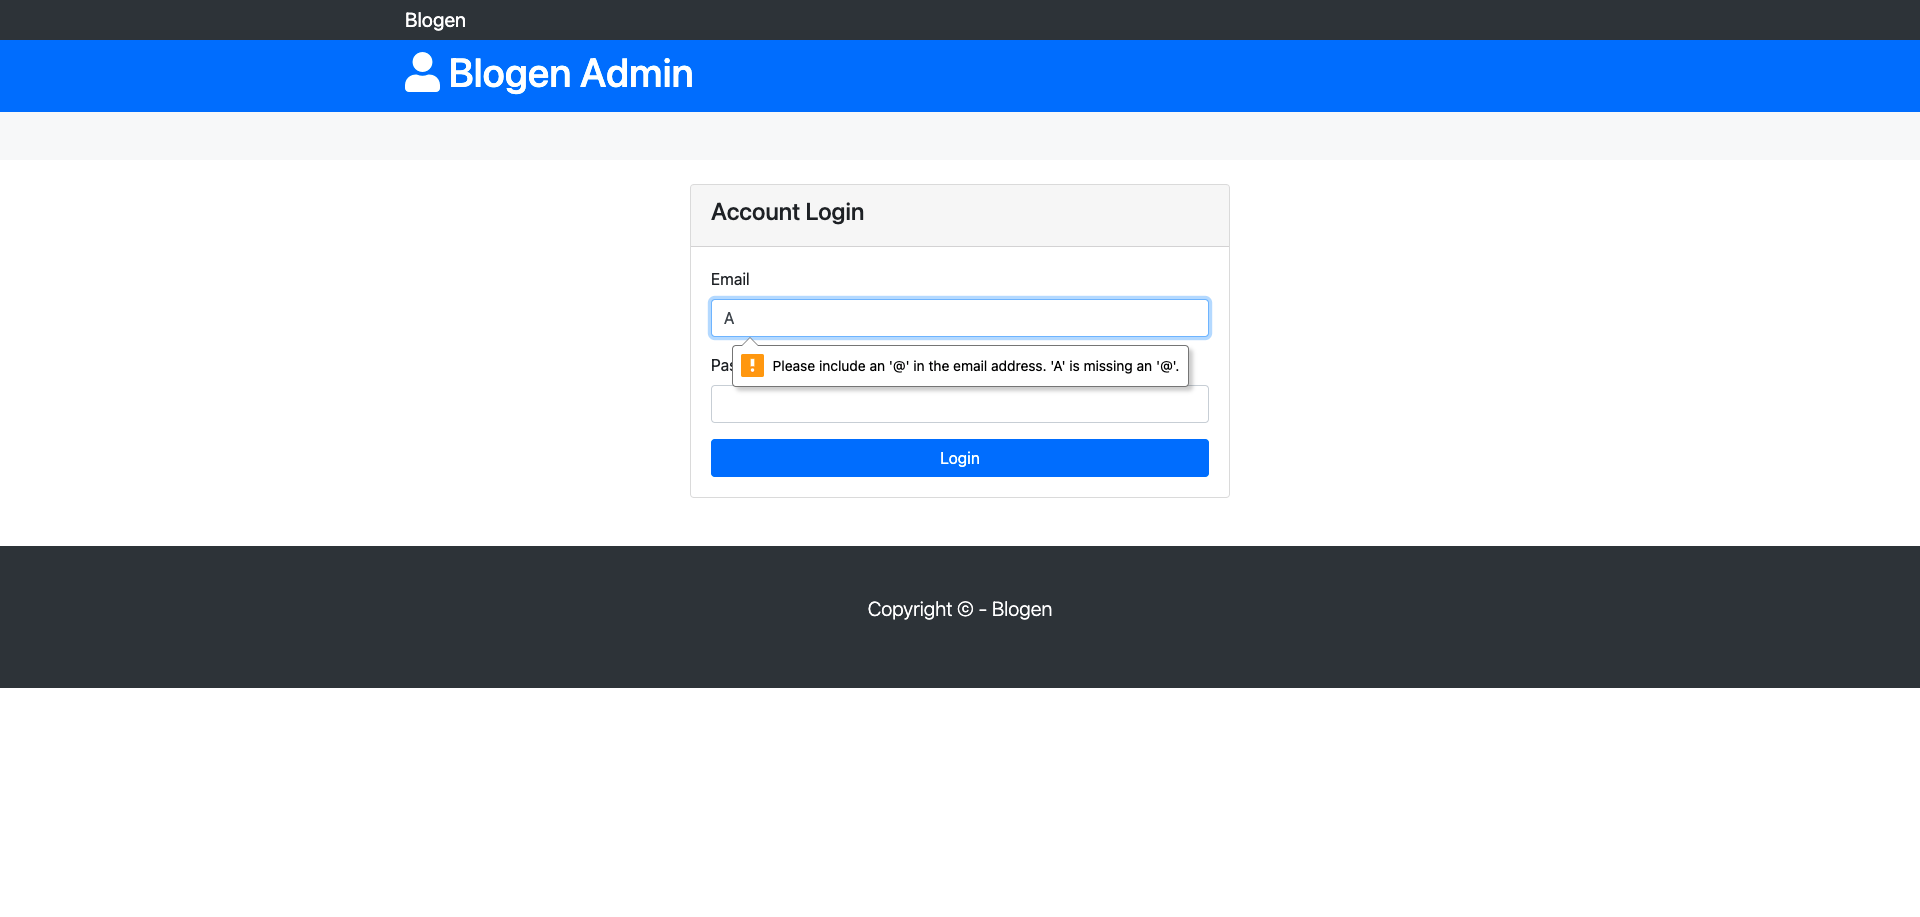 Blogen
Blogen Admin
Account Login
Email
A
Please include an '@' in the email address. 'A' is missing an '@'.
Login
Copyright © - Blogen